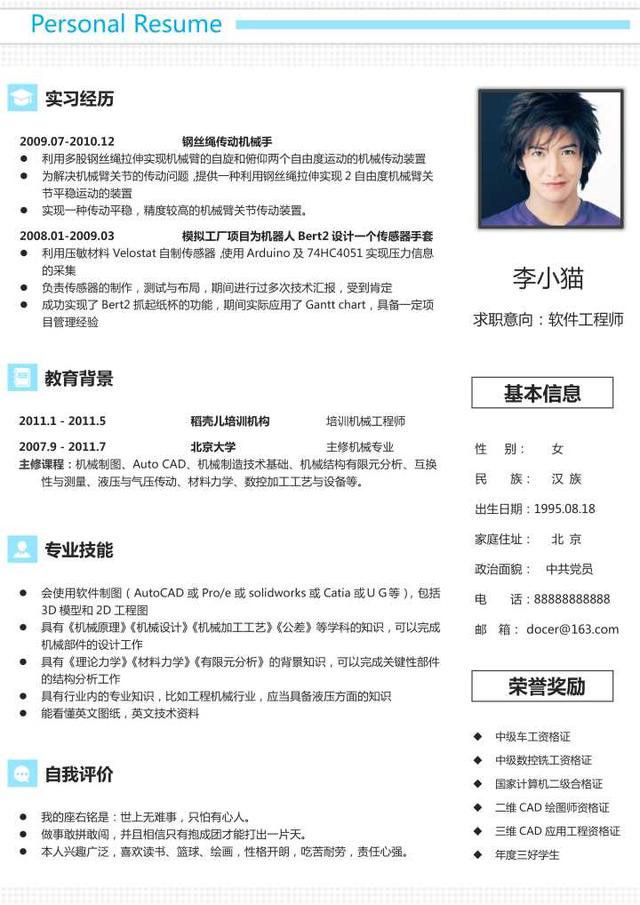 Personal Resume
实习经历
2009.07-2010.12 钢丝绳传动机械手
● 利用多股钢丝绳拉伸实现机械臂的自旋和俯仰两个自由度运动的机械传动装置
● 为解决机械臂关节的传动问题,提供一种利用钢丝绳拉伸实现 2 自由度机械臂关
节平稳运动的装置
● 实现一种传动平稳，精度较高的机械臂关节传动装置。
2008.01-2009.03 模拟工厂项目为机器人 Bert2 设计一个传感器手套
● 利用压敏材料 Velostat 自制传感器,使用 Arduino 及 74HC4051 实现压力信息
的采集
● 负责传感器的制作，测试与布局，期间进行过多次技术汇报，受到肯定
● 成功实现了 Bert2 抓起纸杯的功能，期间实际应用了 Gantt chart，具备一定项
目管理经验
教育背景
2011.1 - 2011.5 稻壳儿培训机构 培训机械工程师
2007.9 - 2011.7 北京大学 主修机械专业
主修课程：机械制图、Auto CAD、机械制造技术基础、机械结构有限元分析、互换
性与测量、液压与气压传动、材料力学、数控加工工艺与设备等。
专业技能
● 会使用软件制图（AutoCAD 或 Pro/e 或 solidworks 或 Catia 或ＵＧ等），包括
3D 模型和 2D 工程图
● 具有《机械原理》《机械设计》《机械加工工艺》《公差》等学科的知识，可以完成
机械部件的设计工作
● 具有《理论力学》《材料力学》《有限元分析》的背景知识，可以完成关键性部件
的结构分析工作
● 具有行业内的专业知识，比如工程机械行业，应当具备液压方面的知识
● 能看懂英文图纸，英文技术资料
自我评价
● 我的座右铭是：世上无难事，只怕有心人。
● 做事敢拼敢闯，并且相信只有抱成团才能打出一片天。
● 本人兴趣广泛，喜欢读书、篮球、绘画，性格开朗，吃苦耐劳，责任心强。
李小猫
求职意向：软件工程师
基本信息
性 别： 女
民 族： 汉 族
出生日期：1995.08.18
家庭住址： 北 京
政治面貌： 中共党员
电 话：88888888888
邮 箱： docer@163.com
荣誉奖励
◆ 中级车工资格证
◆ 中级数控铣工资格证
◆ 国家计算机二级合格证
◆ 二维 CAD 绘图师资格证
◆ 三维 CAD 应用工程资格证
◆ 年度三好学生